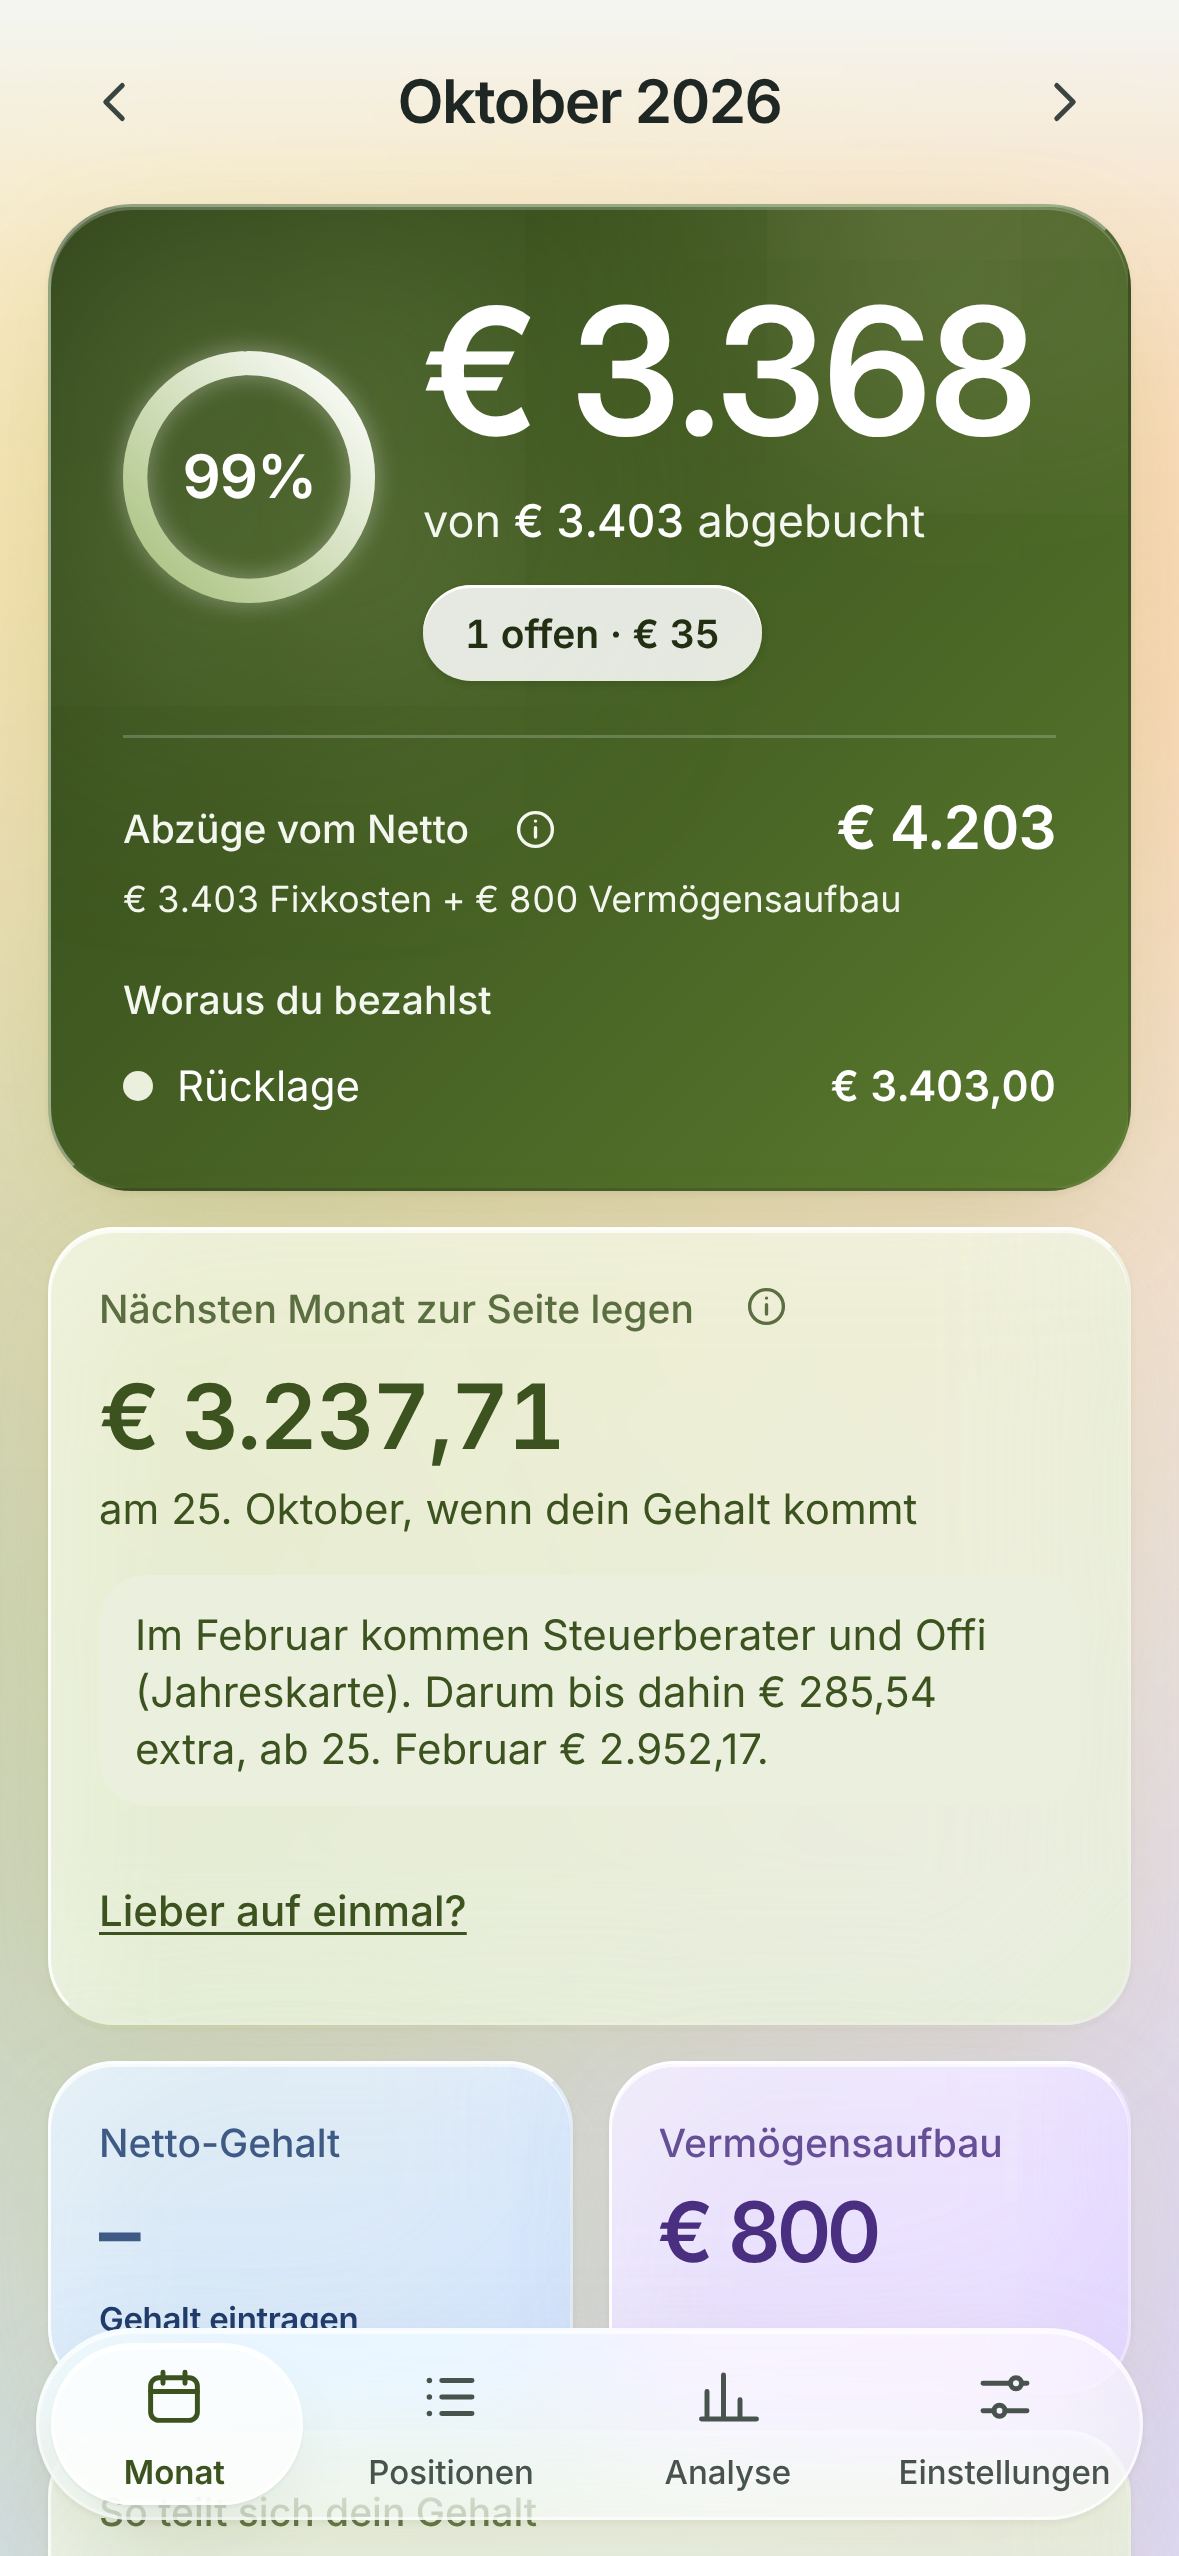 Oktober 2026
€ 3.368
99%
von € 3.403 abgebucht
1 offen · € 35
Abzüge vom Netto
€ 4.203
€ 3.403 Fixkosten + € 800 Vermögensaufbau
Woraus du bezahlst
Rücklage
€ 3.403,00
Nächsten Monat zur Seite legen
€ 3.237,71
am 25. Oktober, wenn dein Gehalt kommt
Im Februar kommen Steuerberater und Offi
(Jahreskarte). Darum bis dahin € 285,54
extra, ab 25. Februar € 2.952,17.
Lieber auf einmal?
Netto-Gehalt
–
Gehalt eintragen
Vermögensaufbau
€ 800
Monat
Positionen
Analyse
Einstellungen
So teilt sich dein Gehalt